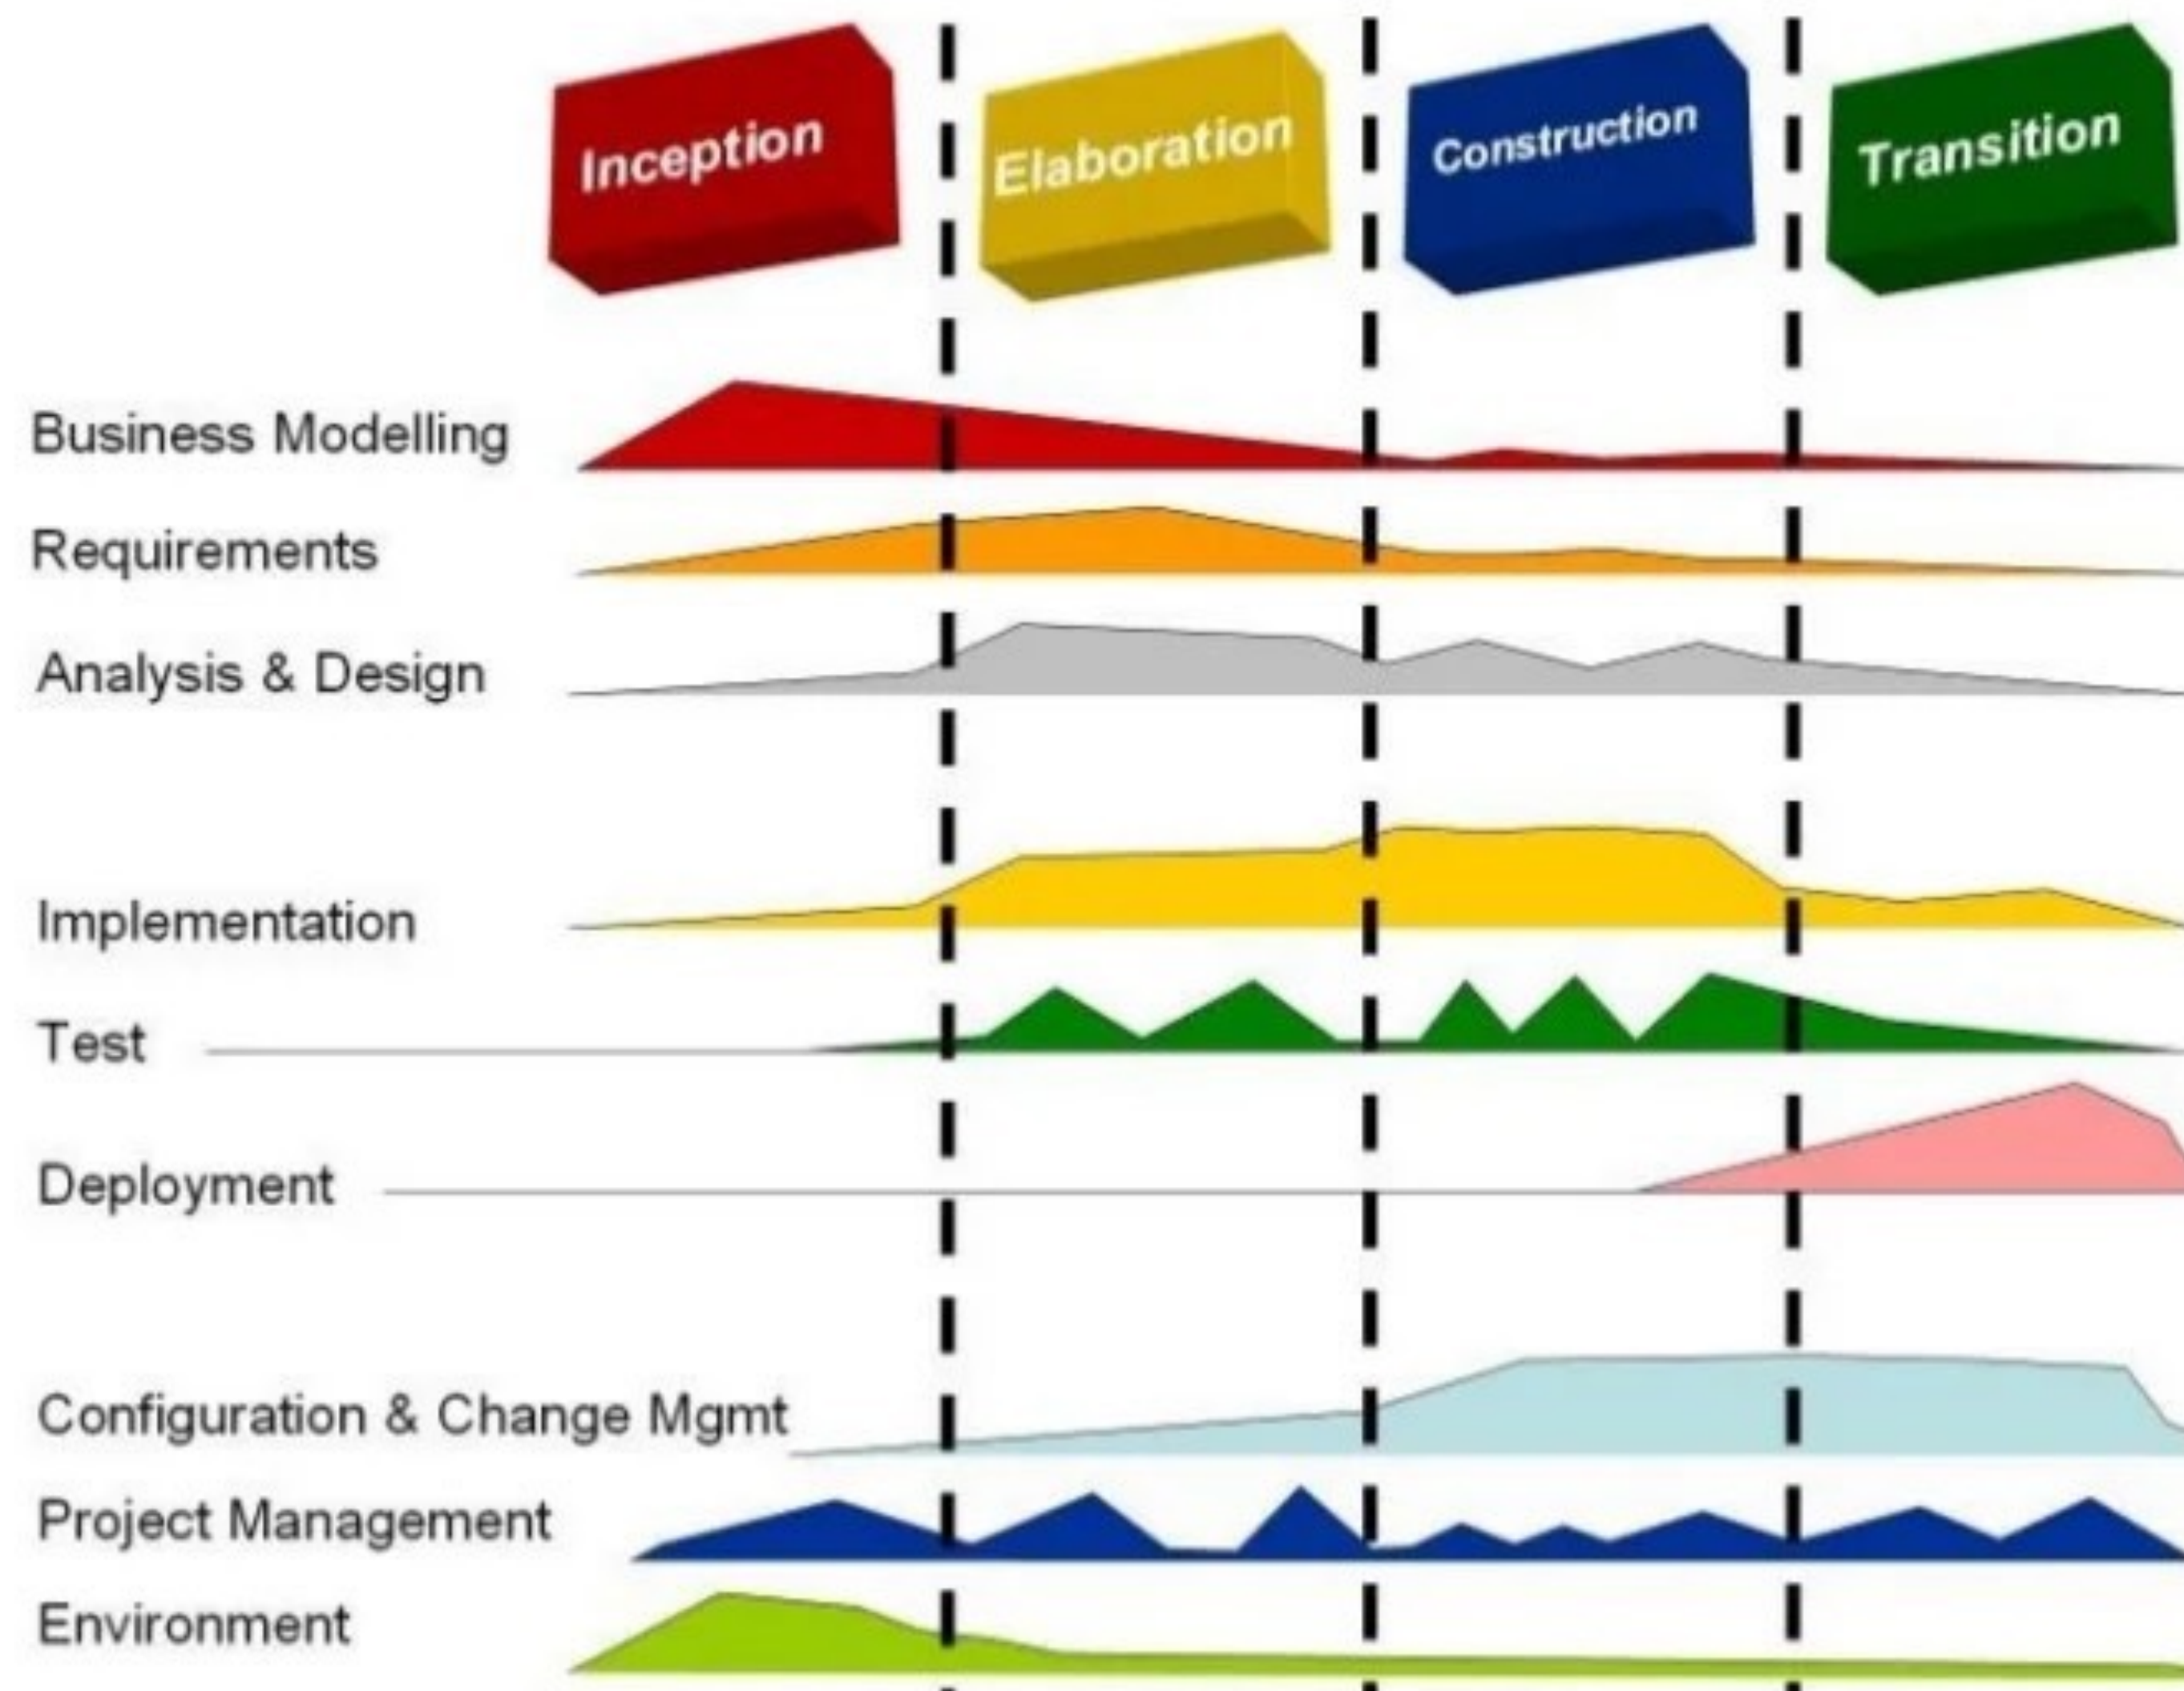 Inception
Elaboration
Construction
Transition
Business Modelling
Requirements
Analysis & Design
Implementation
Test
Deployment
Configuration & Change Mgmt
Project Management
Environment